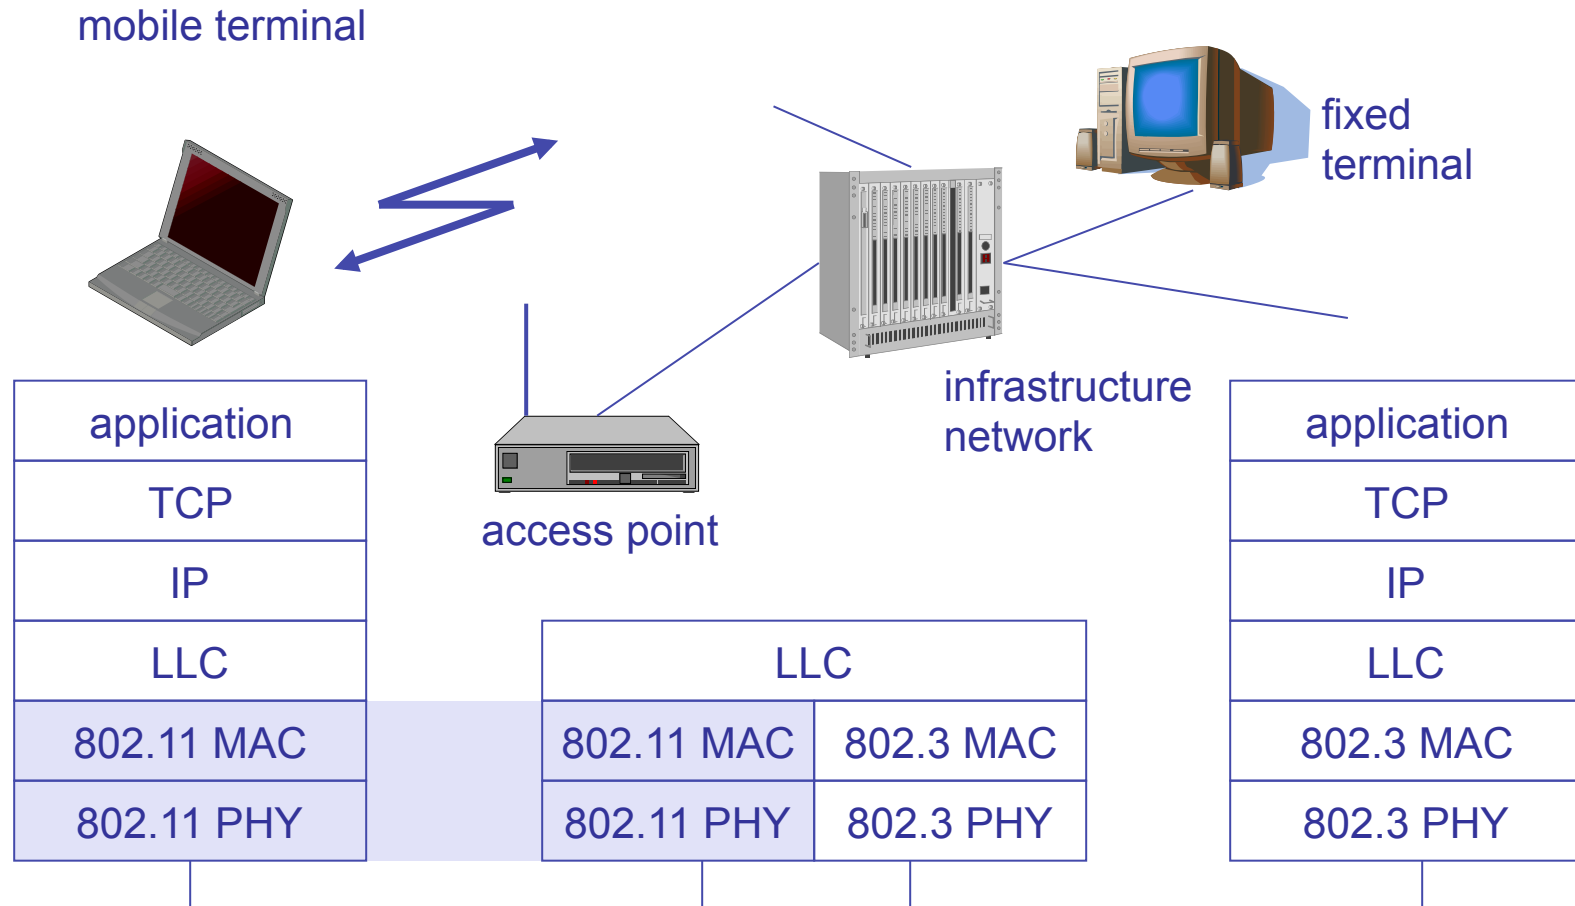 mobile terminal
fixed
terminal
infrastructure
network
access point
application
TCP
IP
LLC
802.11 MAC
802.11 PHY
LLC
802.11 MAC
802.3 MAC
802.11 PHY
802.3 PHY
application
TCP
IP
LLC
802.3 MAC
802.3 PHY